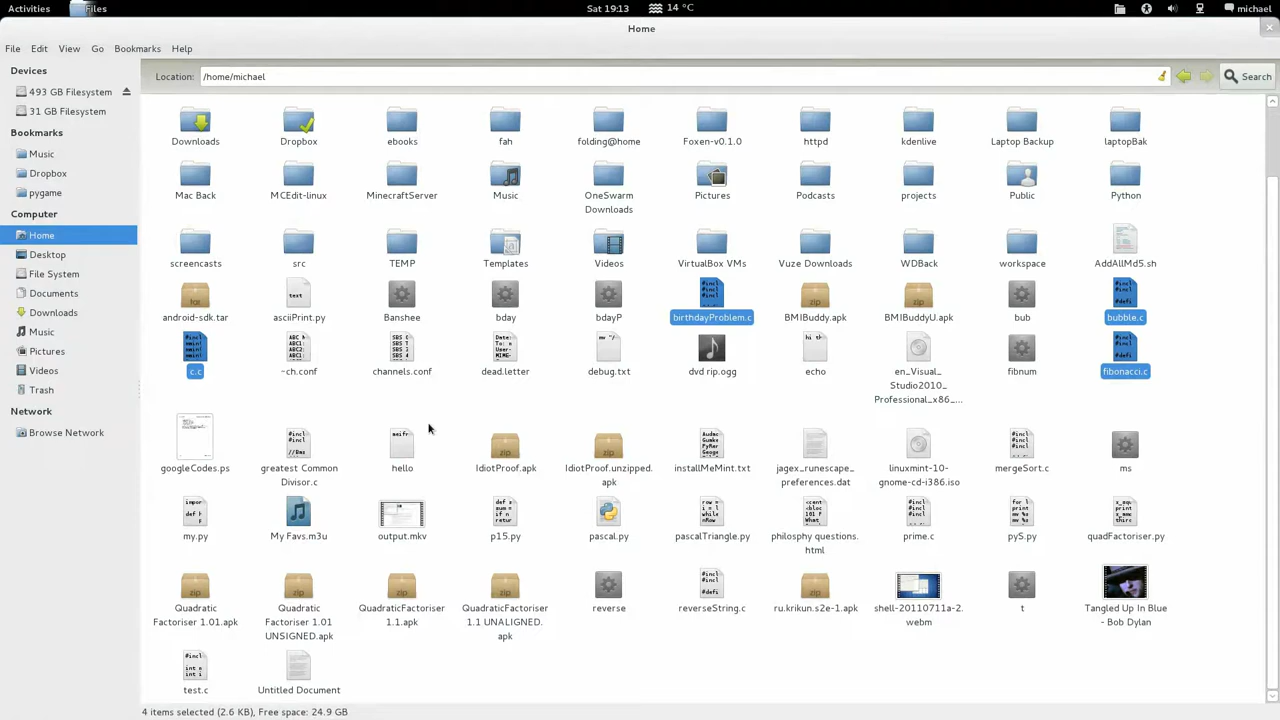 Activities Files Sat 19:13 14 °C michael
Home
File Edit View Go Bookmarks Help
Devices
493 GB Filesystem
31 GB Filesystem
Bookmarks
Music
Dropbox
pygame
Computer
Home
Desktop
File System
Documents
Downloads
Music
Pictures
Videos
Trash
Network
Browse Network
Location: /home/michael Search
Downloads Dropbox ebooks fah folding@home Foxen-v0.1.0 httpd kdenlive Laptop Backup laptopBak
Mac Back MCEdit-linux MinecraftServer Music OneSwarm Pictures Podcasts projects Public Python
Downloads
screencasts src TEMP Templates Videos VirtualBox VMs Vuze Downloads WDBack workspace AddAllMd5.sh
android-sdk.tar asciiPrint.py Banshee bday bdayP birthdayProblem.c BMIBuddy.apk BMIBuddyU.apk bub bubble.c
c.c ~ch.conf channels.conf dead.letter debug.txt dvd rip.ogg echo en_Visual_ fibnum fibonacci.c
Studio2010_
Professional_x86_...
googleCodes.ps greatest Common hello IdiotProof.apk IdiotProof.unzipped. installMeMint.txt jagex_runescape_ linuxmint-10- mergeSort.c ms
Divisor.c apk preferences.dat gnome-cd-i386.iso
my.py My Favs.m3u output.mkv p15.py pascal.py pascalTriangle.py philosphy questions. prime.c pyS.py quadFactoriser.py
html
Quadratic Quadratic QuadraticFactoriser QuadraticFactoriser reverse reverseString.c ru.krikun.s2e-1.apk shell-20110711a-2. t Tangled Up In Blue
Factoriser 1.01.apk Factoriser 1.01 1.1.apk 1.1 UNALIGNED. webm - Bob Dylan
UNSIGNED.apk apk
test.c Untitled Document
4 items selected (2.6 KB), Free space: 24.9 GB